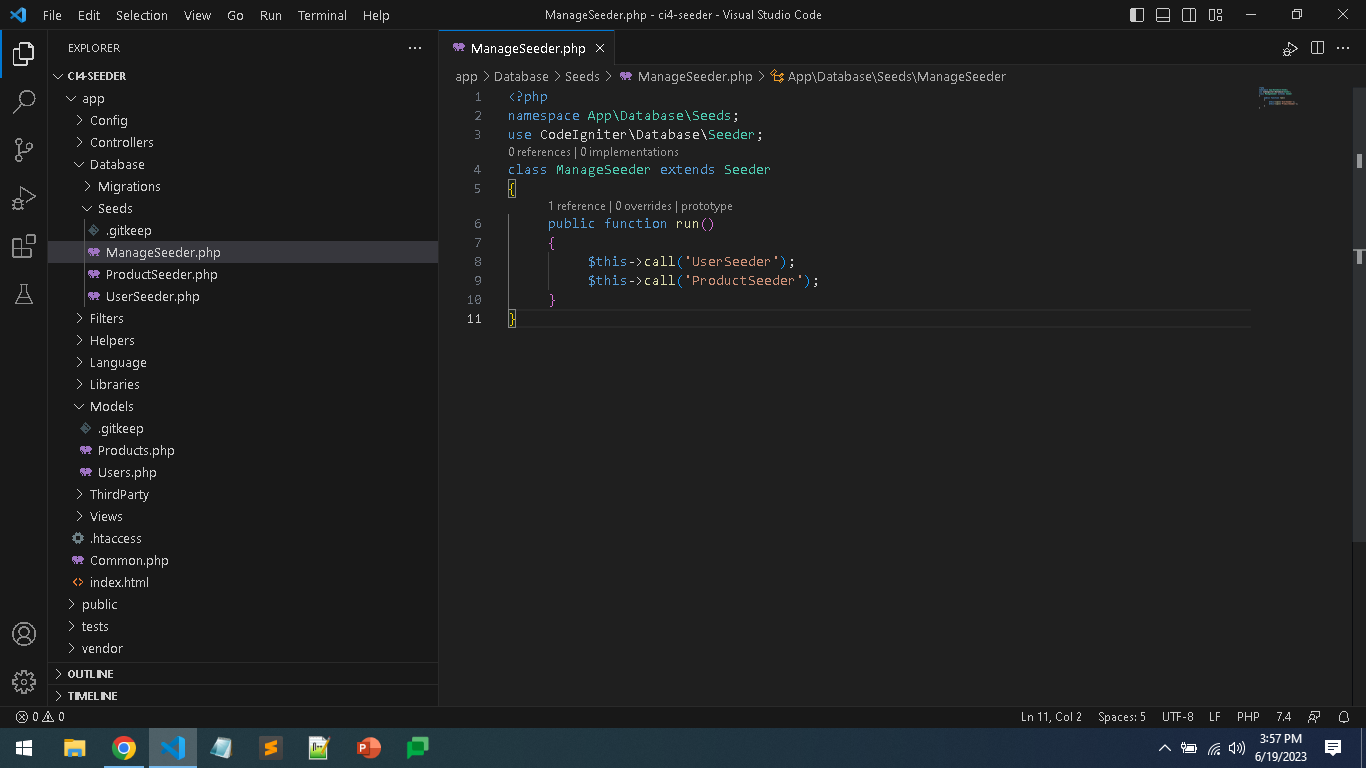 File Edit Selection View Go Run Terminal Help
ManageSeeder.php - ci4-seeder - Visual Studio Code
EXPLORER
CI4-SEEDER
app
Config
Controllers
Database
Migrations
Seeds
.gitkeep
ManageSeeder.php
ProductSeeder.php
UserSeeder.php
Filters
Helpers
Language
Libraries
Models
.gitkeep
Products.php
Users.php
ThirdParty
Views
.htaccess
Common.php
index.html
public
tests
vendor
OUTLINE
TIMELINE
ManageSeeder.php
app > Database > Seeds > ManageSeeder.php > App\Database\Seeds\ManageSeeder
1 <?php
2 namespace App\Database\Seeds;
3 use CodeIgniter\Database\Seeder;
0 references | 0 implementations
4 class ManageSeeder extends Seeder
5 {
1 reference | 0 overrides | prototype
6 public function run()
7 {
8 $this->call('UserSeeder');
9 $this->call('ProductSeeder');
10 }
11 }
0 0
Ln 11, Col 2 Spaces: 5 UTF-8 LF PHP 7.4
3:57 PM
6/19/2023